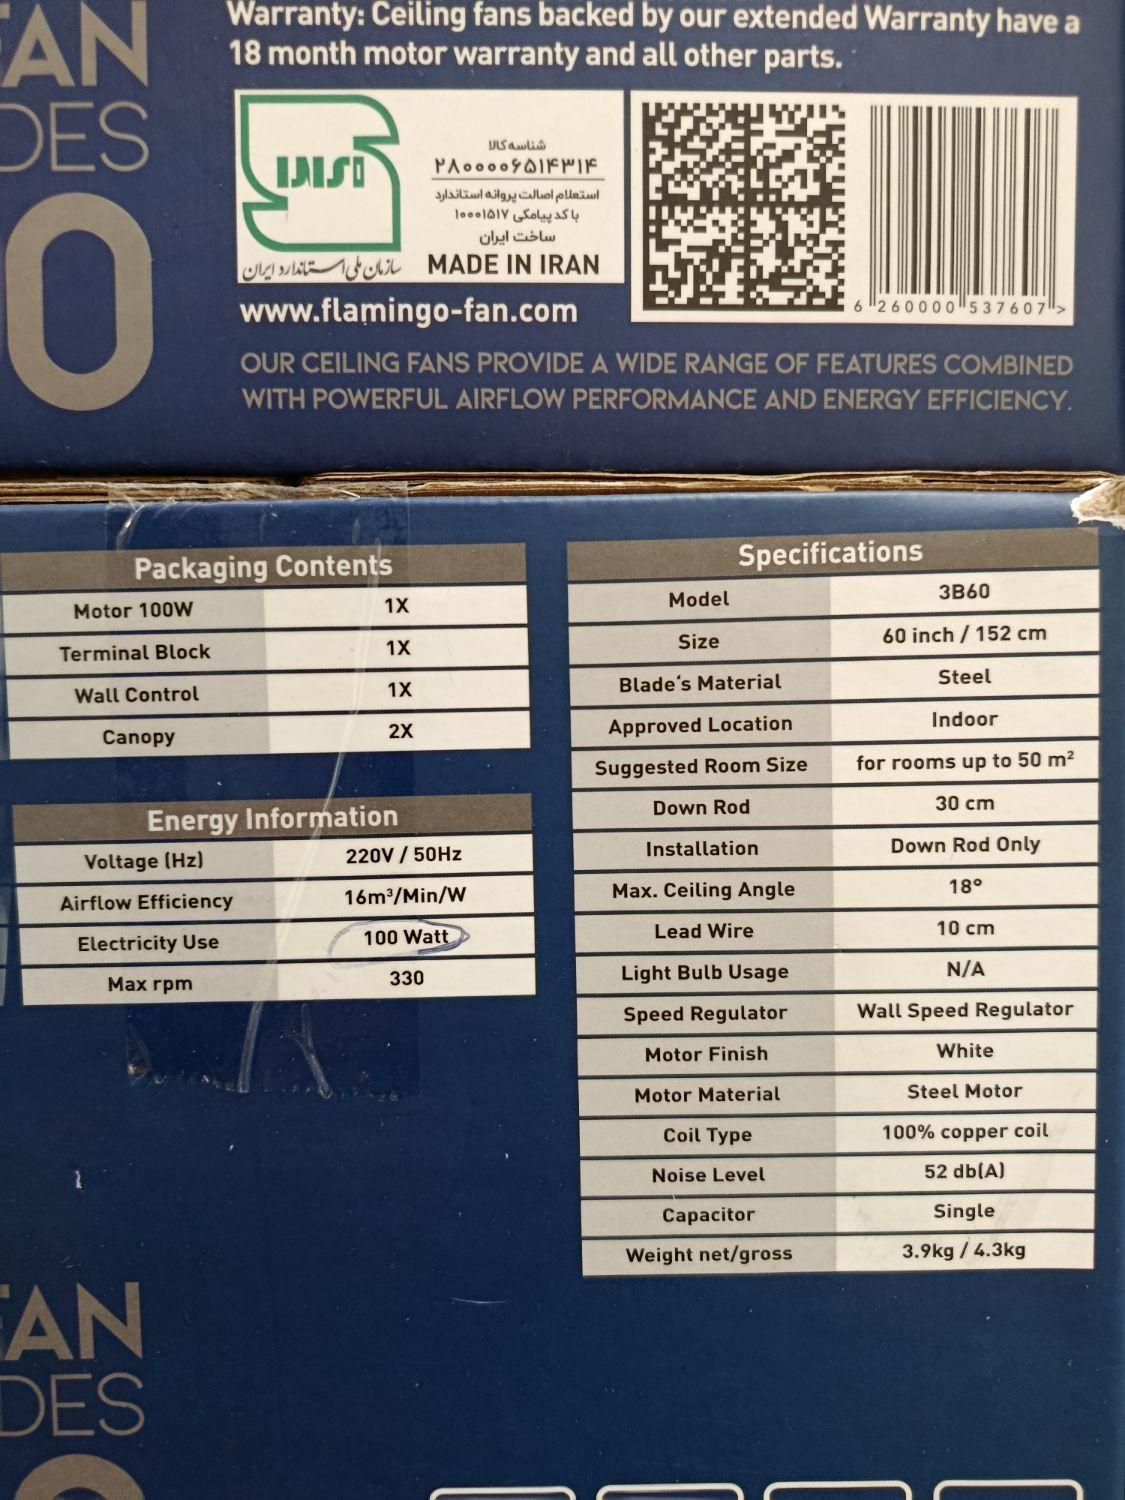 FAN
DES
0
Warranty: Ceiling fans backed by our extended Warranty have a
18 month motor warranty and all other parts.
شناسه کالا
۲۸۰۰۰۰۶۵۱۴۳۱۴
استعلام اصالت پروانه استاندارد
با کد پیامکی ۱۰۰۰۱۵۱۷
ساخت ایران
MADE IN IRAN
سازمان ملی استاندارد ایران
6 260000 537607 >
www.flamingo-fan.com
OUR CEILING FANS PROVIDE A WIDE RANGE OF FEATURES COMBINED
WITH POWERFUL AIRFLOW PERFORMANCE AND ENERGY EFFICIENCY.
Packaging Contents
Motor 100W 1X
Terminal Block 1X
Wall Control 1X
Canopy 2X
Energy Information
Voltage (Hz) 220V / 50Hz
Airflow Efficiency 16m³/Min/W
Electricity Use 100 Watt
Max rpm 330
Specifications
Model 3B60
Size 60 inch / 152 cm
Blade's Material Steel
Approved Location Indoor
Suggested Room Size for rooms up to 50 m²
Down Rod 30 cm
Installation Down Rod Only
Max. Ceiling Angle 18°
Lead Wire 10 cm
Light Bulb Usage N/A
Speed Regulator Wall Speed Regulator
Motor Finish White
Motor Material Steel Motor
Coil Type 100% copper coil
Noise Level 52 db(A)
Capacitor Single
Weight net/gross 3.9kg / 4.3kg
FAN
DES